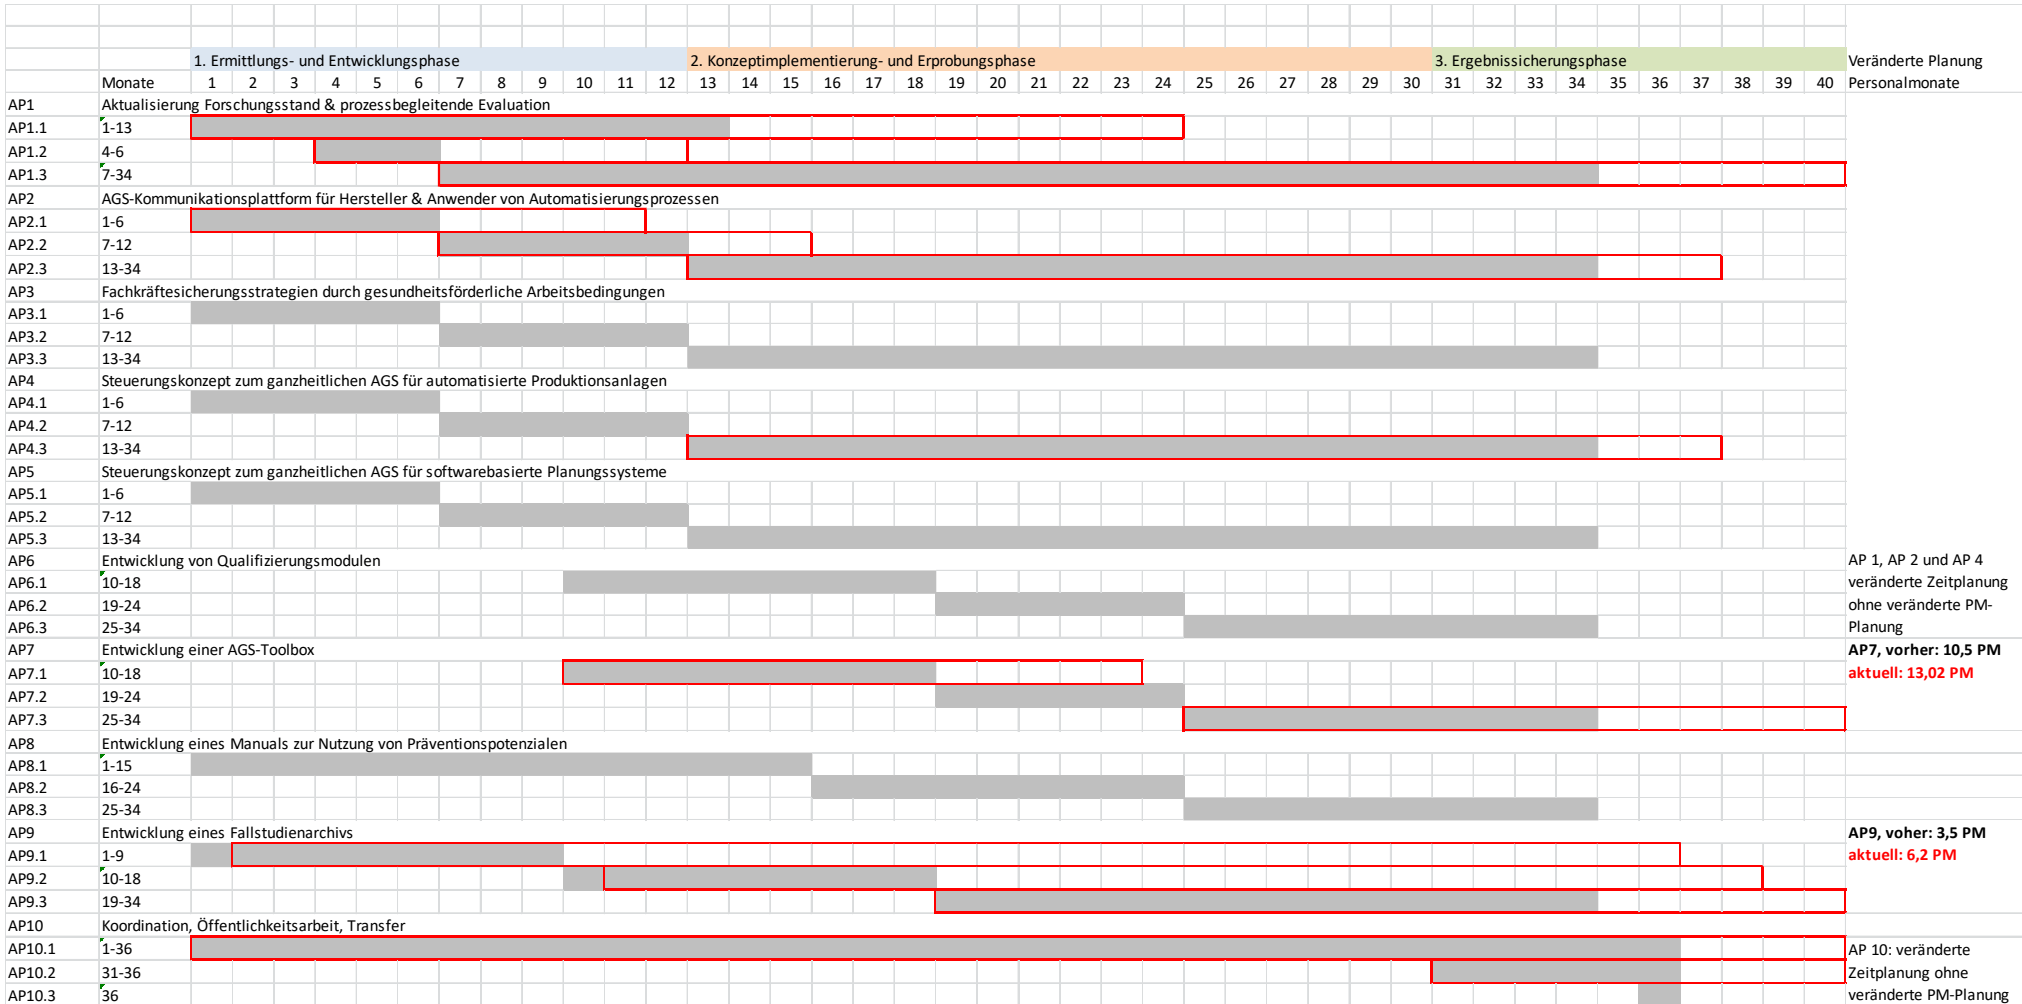 1. Ermittlungs- und Entwicklungsphase 2. Konzeptimplementierung- und Erprobungsphase 3. Ergebnissicherungsphase Veränderte Planung
Monate 1 2 3 4 5 6 7 8 9 10 11 12 13 14 15 16 17 18 19 20 21 22 23 24 25 26 27 28 29 30 31 32 33 34 35 36 37 38 39 40 Personalmonate
AP1 Aktualisierung Forschungsstand & prozessbegleitende Evaluation
AP1.1 1-13
AP1.2 4-6
AP1.3 7-34
AP2 AGS-Kommunikationsplattform für Hersteller & Anwender von Automatisierungsprozessen
AP2.1 1-6
AP2.2 7-12
AP2.3 13-34
AP3 Fachkräftesicherungsstrategien durch gesundheitsförderliche Arbeitsbedingungen
AP3.1 1-6
AP3.2 7-12
AP3.3 13-34
AP4 Steuerungskonzept zum ganzheitlichen AGS für automatisierte Produktionsanlagen
AP4.1 1-6
AP4.2 7-12
AP4.3 13-34
AP5 Steuerungskonzept zum ganzheitlichen AGS für softwarebasierte Planungssysteme
AP5.1 1-6
AP5.2 7-12
AP5.3 13-34
AP6 Entwicklung von Qualifizierungsmodulen AP 1, AP 2 und AP 4
AP6.1 10-18 veränderte Zeitplanung
AP6.2 19-24 ohne veränderte PM-
AP6.3 25-34 Planung
AP7 Entwicklung einer AGS-Toolbox AP7, vorher: 10,5 PM
AP7.1 10-18 aktuell: 13,02 PM
AP7.2 19-24
AP7.3 25-34
AP8 Entwicklung eines Manuals zur Nutzung von Präventionspotenzialen
AP8.1 1-15
AP8.2 16-24
AP8.3 25-34
AP9 Entwicklung eines Fallstudienarchivs AP9, voher: 3,5 PM
AP9.1 1-9 aktuell: 6,2 PM
AP9.2 10-18
AP9.3 19-34
AP10 Koordination, Öffentlichkeitsarbeit, Transfer
AP10.1 1-36 AP 10: veränderte
AP10.2 31-36 Zeitplanung ohne
AP10.3 36 veränderte PM-Planung